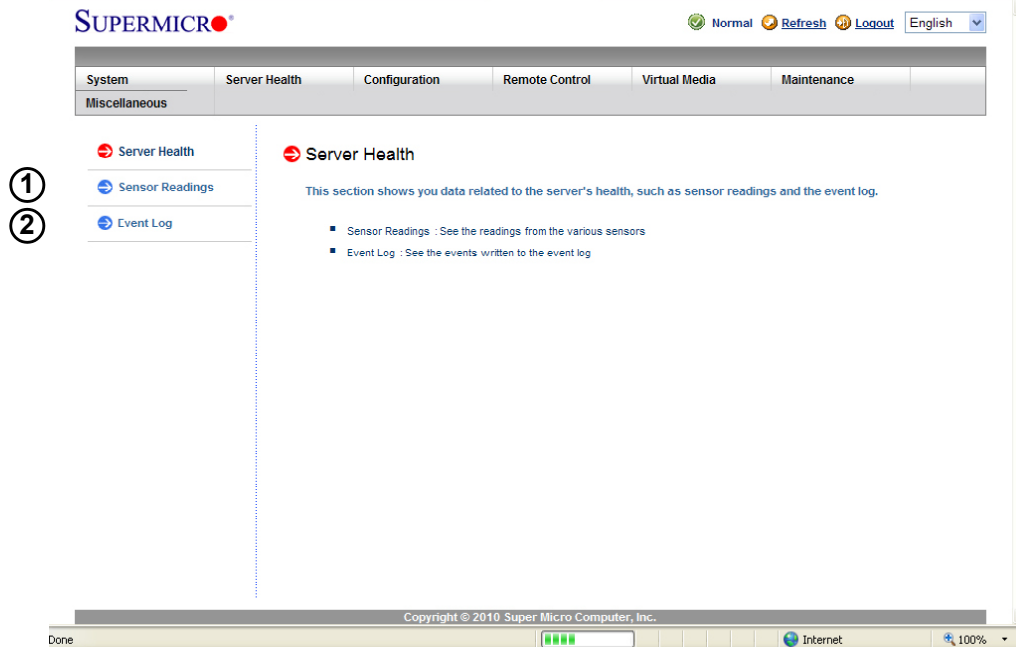 SUPERMICRO®
Normal Refresh Logout English
System Server Health Configuration Remote Control Virtual Media Maintenance
Miscellaneous
Server Health
1 Sensor Readings
2 Event Log
Server Health
This section shows you data related to the server's health, such as sensor readings and the event log.
Sensor Readings : See the readings from the various sensors
Event Log : See the events written to the event log
Copyright © 2010 Super Micro Computer, Inc.
Done Internet 100%